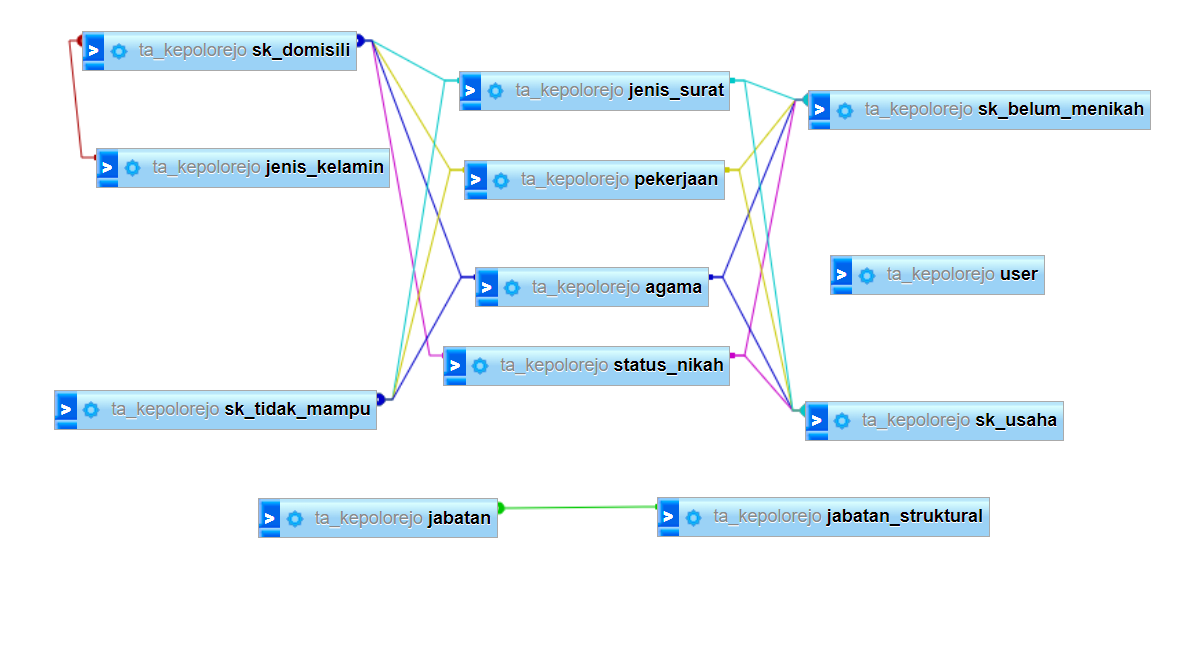 ta_kepolorejo sk_domisili
ta_kepolorejo jenis_surat
ta_kepolorejo sk_belum_menikah
ta_kepolorejo jenis_kelamin
ta_kepolorejo pekerjaan
ta_kepolorejo user
ta_kepolorejo agama
ta_kepolorejo status_nikah
ta_kepolorejo sk_tidak_mampu
ta_kepolorejo sk_usaha
ta_kepolorejo jabatan
ta_kepolorejo jabatan_struktural